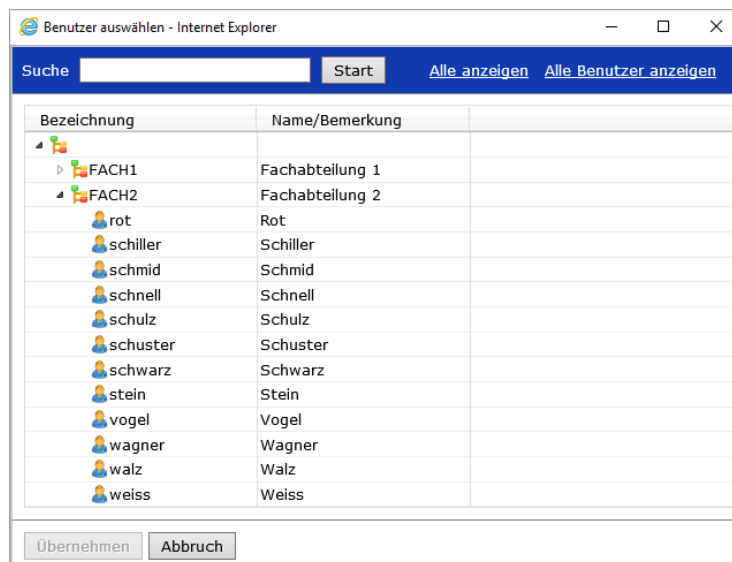 Benutzer auswählen - Internet Explorer
Suche Start Alle anzeigen Alle Benutzer anzeigen
Bezeichnung Name/Bemerkung
FACH1 Fachabteilung 1
FACH2 Fachabteilung 2
rot Rot
schiller Schiller
schmid Schmid
schnell Schnell
schulz Schulz
schuster Schuster
schwarz Schwarz
stein Stein
vogel Vogel
wagner Wagner
walz Walz
weiss Weiss
Übernehmen Abbruch